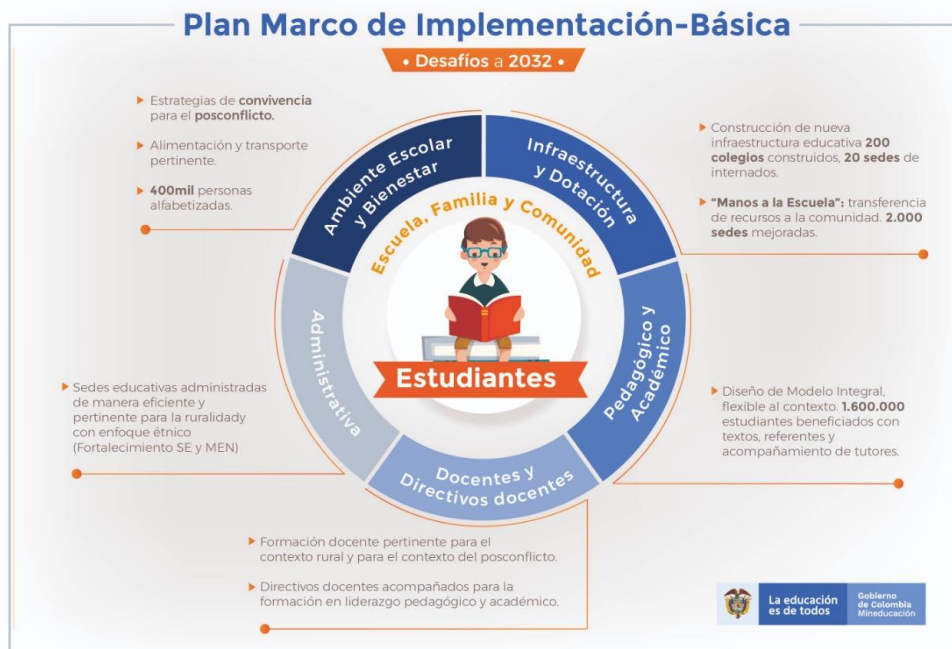 Plan Marco de Implementación-Básica
• Desafíos a 2032 •
Estrategias de convivencia
para el posconflicto.
Alimentación y transporte
pertinente.
400mil personas
alfabetizadas.
Ambiente Escolar
y Bienestar
Infraestructura
y Dotación
Construcción de nueva
infraestructura educativa 200
colegios construidos, 20 sedes de
internados.
"Manos a la Escuela": transferencia
de recursos a la comunidad. 2.000
sedes mejoradas.
Escuela, Familia y Comunidad
Estudiantes
Administrativa
Pedagógico y
Académico
Sedes educativas administradas
de manera eficiente y
pertinente para la ruralidady
con enfoque étnico
(Fortalecimiento SE y MEN)
Diseño de Modelo Integral,
flexible al contexto. 1.600.000
estudiantes beneficiados con
textos, referentes y
acompañamiento de tutores.
Docentes y
Directivos docentes
Formación docente pertinente para el
contexto rural y para el contexto del posconflicto.
Directivos docentes acompañados para la
formación en liderazgo pedagógico y académico.
La educación
es de todos
Gobierno
de Colombia
Mineducación